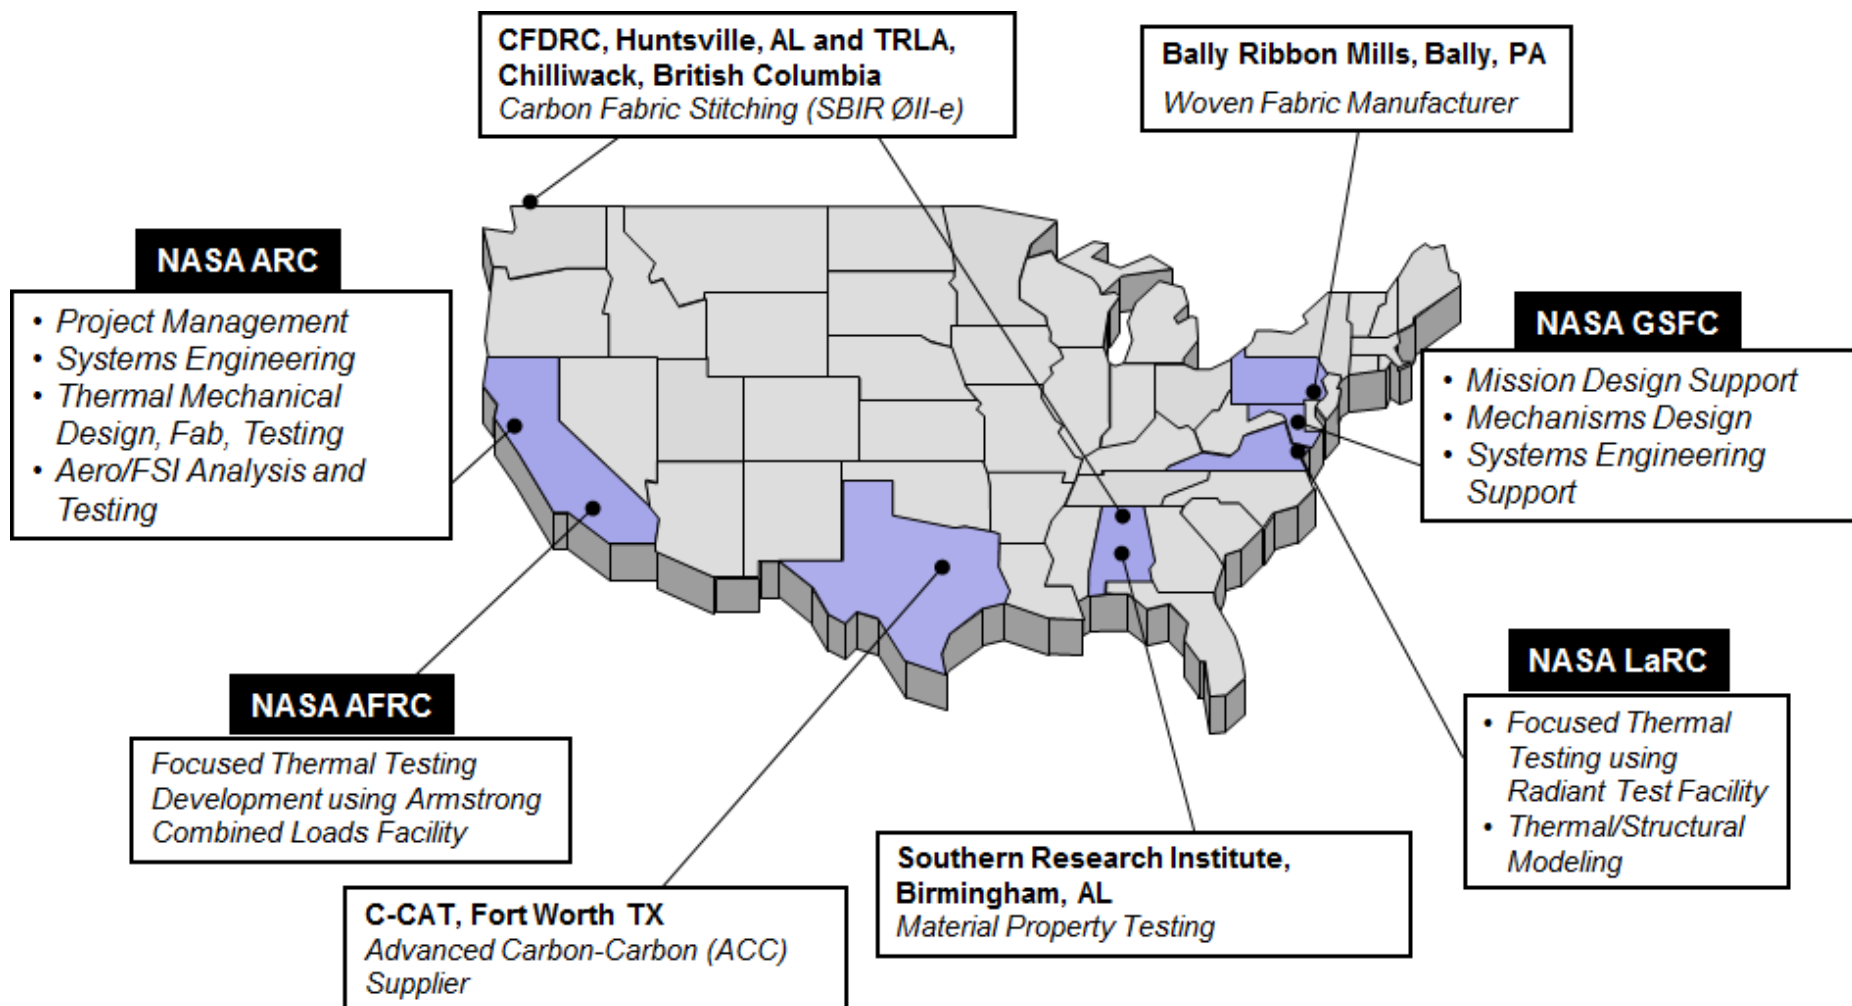 CFDRC, Huntsville, AL and TRLA,
Chilliwack, British Columbia
Carbon Fabric Stitching (SBIR ØII-e)
Bally Ribbon Mills, Bally, PA
Woven Fabric Manufacturer
NASA ARC
• Project Management
• Systems Engineering
• Thermal Mechanical
Design, Fab, Testing
• Aero/FSI Analysis and
Testing
NASA GSFC
• Mission Design Support
• Mechanisms Design
• Systems Engineering
Support
NASA AFRC
Focused Thermal Testing
Development using Armstrong
Combined Loads Facility
NASA LaRC
• Focused Thermal
Testing using
Radiant Test Facility
• Thermal/Structural
Modeling
C-CAT, Fort Worth TX
Advanced Carbon-Carbon (ACC)
Supplier
Southern Research Institute,
Birmingham, AL
Material Property Testing